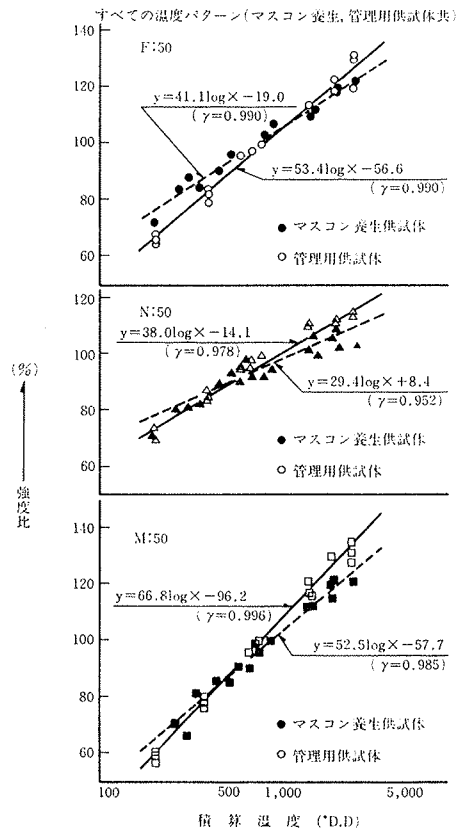 すべての温度パターン(マスコン養生,管理用供試体共)
F:50
140
120
100
80
60
y=41.1log×−19.0
(γ=0.990)
y=53.4log×−56.6
(γ=0.990)
● マスコン養生供試体
○ 管理用供試体
N:50
120
100
80
60
y=38.0log×−14.1
(γ=0.978)
y=29.4log×+8.4
(γ=0.952)
● マスコン養生供試体
○ 管理用供試体
(%)
強度比
M:50
140
120
100
80
60
y=66.8log×−96.2
(γ=0.996)
y=52.5log×−57.7
(γ=0.985)
■ マスコン養生供試体
□ 管理用供試体
100 500 1,000 5,000
積算温度 (°D.D)